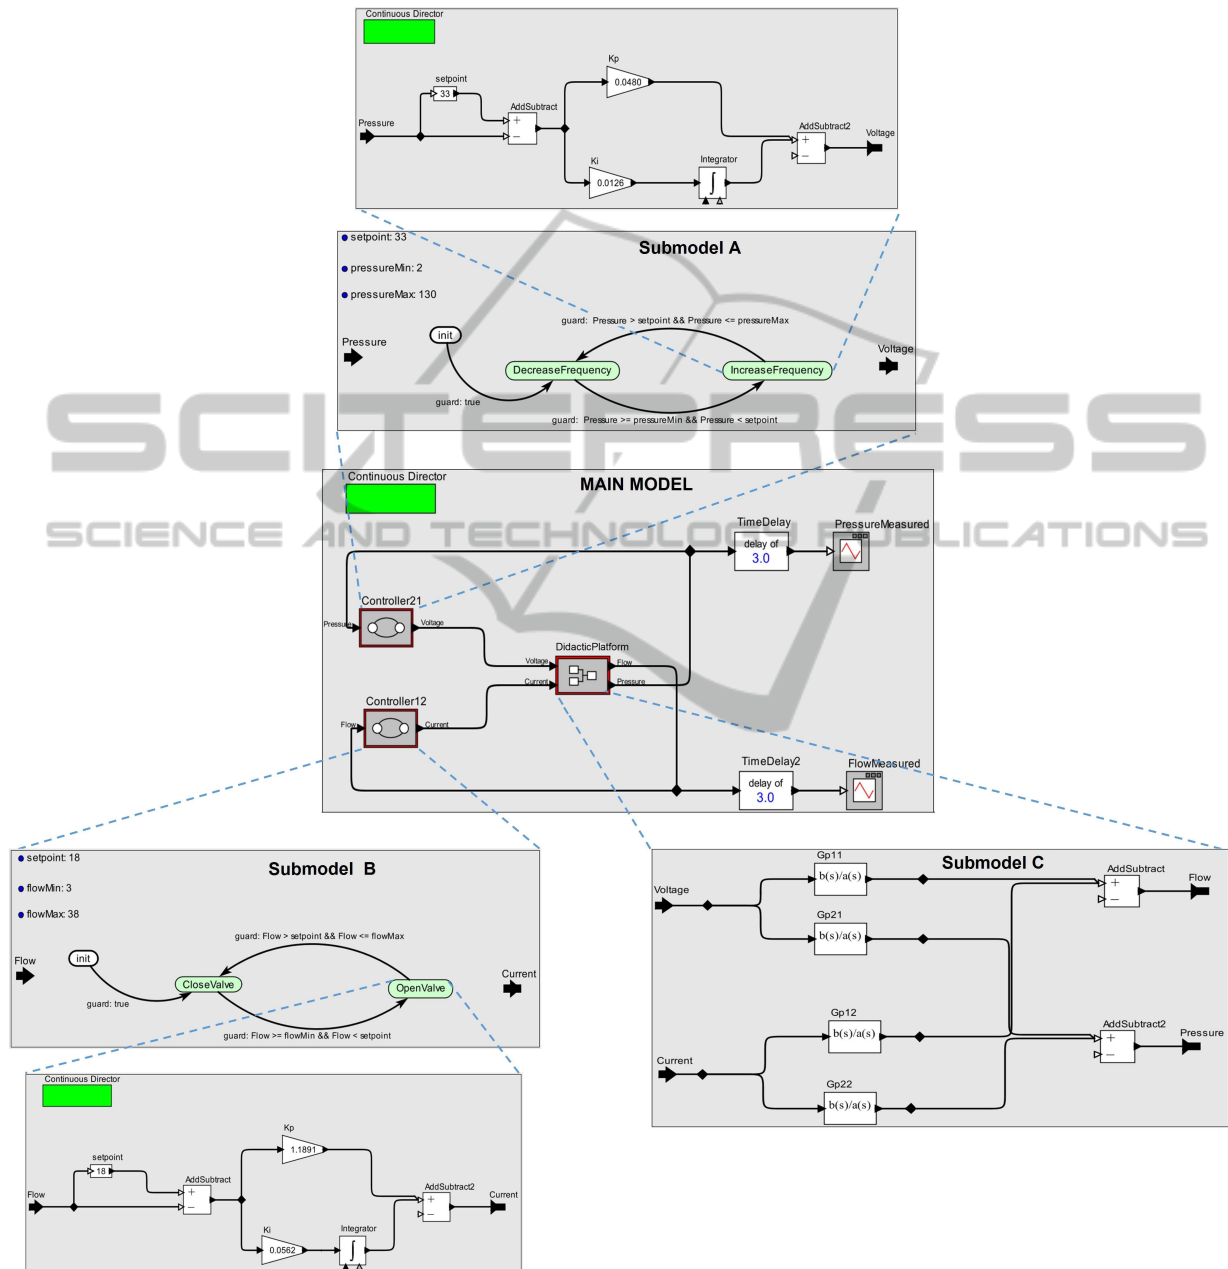 Continuous Director
Kp
0.0480
setpoint
33
AddSubtract
+
−
Pressure
AddSubtract2
+
−
Voltage
Ki
0.0126
Integrator
∫
setpoint: 33
Submodel A
pressureMin: 2
pressureMax: 130
guard: Pressure > setpoint && Pressure <= pressureMax
init
Pressure
Voltage
DecreaseFrequency
IncreaseFrequency
guard: true
guard: Pressure >= pressureMin && Pressure < setpoint
SCITEPRESS
SCIENCE AND TECHNOLOGY PUBLICATIONS
Continuous Director
MAIN MODEL
TimeDelay
delay of
3.0
PressureMeasured
Controller21
Pressure
Voltage
DidacticPlatform
Voltage
Flow
Current
Pressure
Controller12
Flow
Current
TimeDelay2
delay of
3.0
FlowMeasured
setpoint: 18
Submodel B
flowMin: 3
flowMax: 38
guard: Flow > setpoint && Flow <= flowMax
init
Flow
Current
CloseValve
OpenValve
guard: true
guard: Flow >= flowMin && Flow < setpoint
Gp11
Submodel C
b(s)/a(s)
AddSubtract
+
−
Voltage
Flow
Gp21
b(s)/a(s)
Gp12
b(s)/a(s)
AddSubtract2
+
−
Pressure
Current
Gp22
b(s)/a(s)
Continuous Director
Kp
1.1891
setpoint
18
AddSubtract
+
−
Flow
AddSubtract2
+
−
Current
Ki
0.0562
Integrator
∫